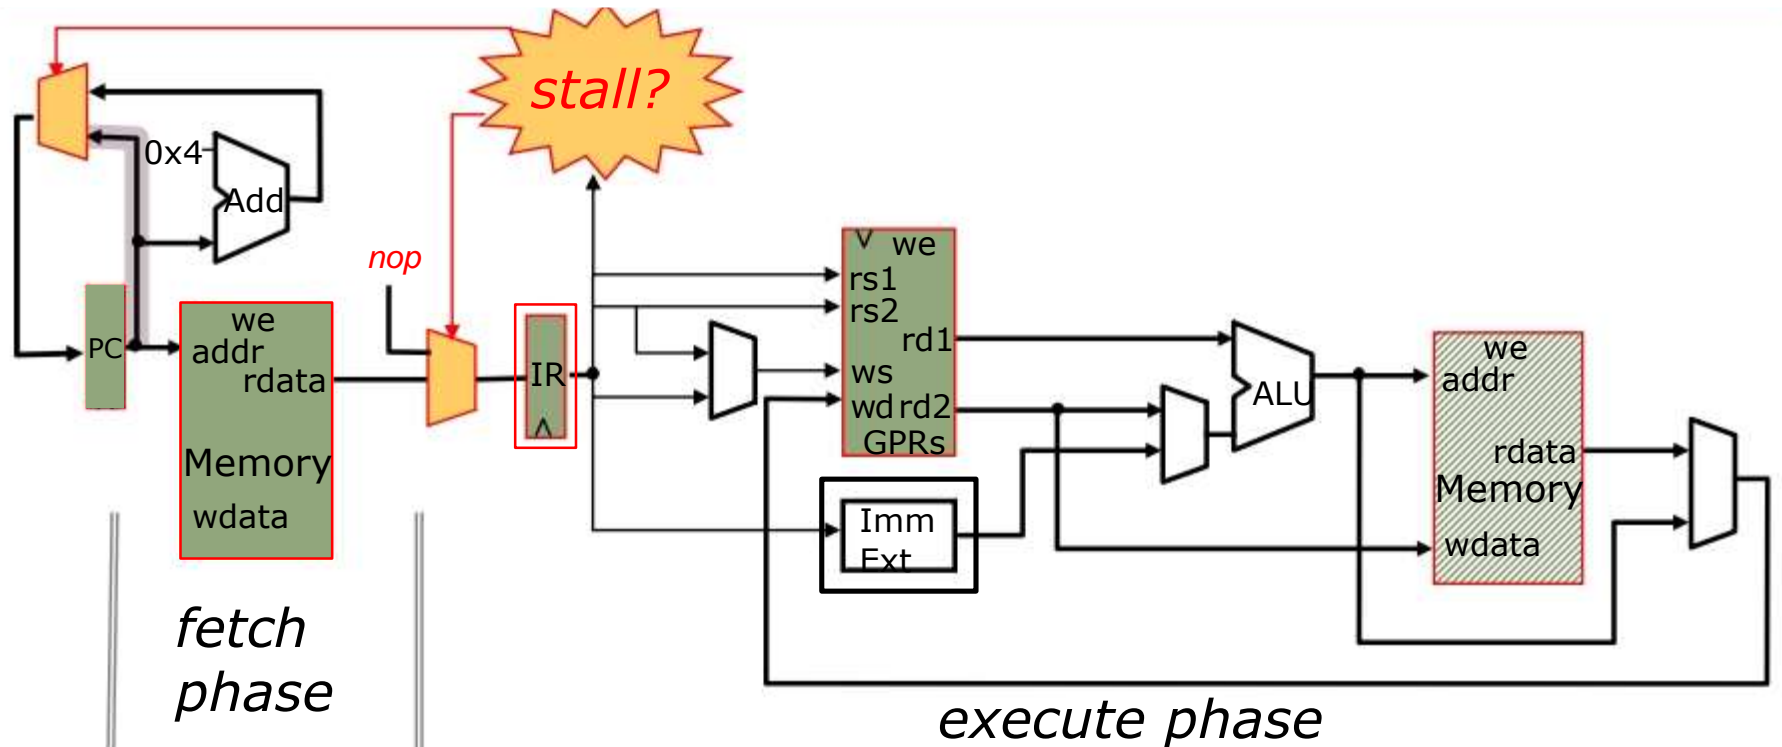 stall?
0x4
Add
nop
PC
we
addr
rdata
Memory
wdata
IR
we
rs1
rs2
rd1
ws
wd rd2
GPRs
Imm
Ext
ALU
we
addr
rdata
Memory
wdata
fetch
phase
execute phase